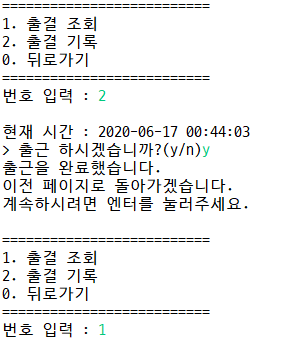 ==========================
1. 출결 조회
2. 출결 기록
0. 뒤로가기
==========================
번호 입력 : 2
현재 시간 : 2020-06-17 00:44:03
> 출근 하시겠습니까?(y/n)y
출근을 완료했습니다.
이전 페이지로 돌아가겠습니다.
계속하시려면 엔터를 눌러주세요.
==========================
1. 출결 조회
2. 출결 기록
0. 뒤로가기
==========================
번호 입력 : 1